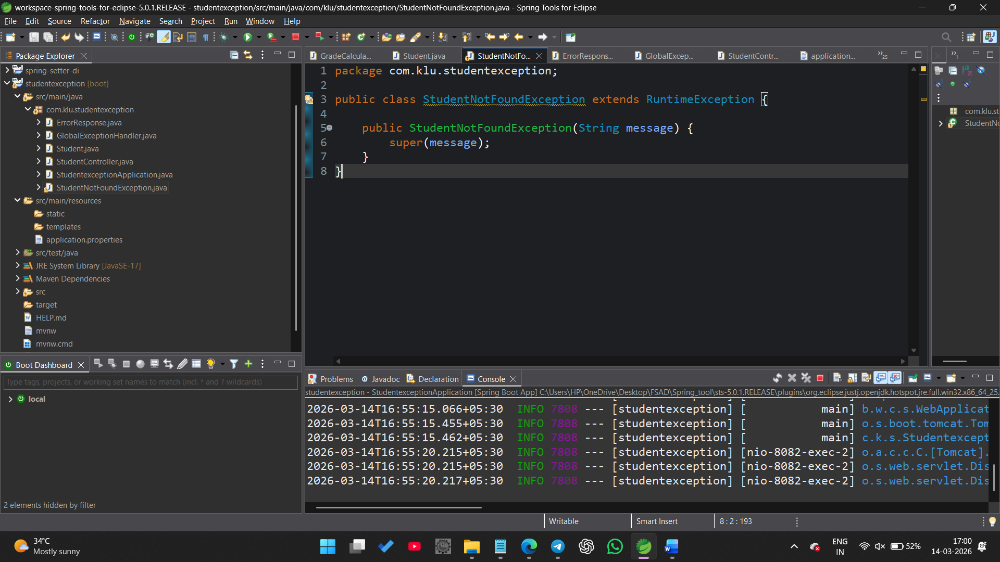 workspace-spring-tools-for-eclipse-5.0.1.RELEASE - studentexception/src/main/java/com/klu/studentexception/StudentNotFoundException.java - Spring Tools for Eclipse
File Edit Source Refactor Navigate Search Project Run Window Help
Package Explorer
spring-setter-di
studentexception [boot]
src/main/java
com.klu.studentexception
ErrorResponse.java
GlobalExceptionHandler.java
Student.java
StudentController.java
StudentexceptionApplication.java
StudentNotFoundException.java
src/main/resources
static
templates
application.properties
src/test/java
JRE System Library [JavaSE-17]
Maven Dependencies
src
target
HELP.md
mvnw
mvnw.cmd
GradeCalcula... Student.java StudentNotFo... ErrorRespons... GlobalExcep... StudentContr... application... »25
1 package com.klu.studentexception;
2
3 public class StudentNotFoundException extends RuntimeException {
4
5 public StudentNotFoundException(String message) {
6 super(message);
7 }
8 }
»1
com.klu.st
StudentNo
Boot Dashboard
Type tags, projects, or working set names to match (incl. * and ? wildcards)
local
2 elements hidden by filter
Problems Javadoc Declaration Console
studentexception - StudentexceptionApplication [Spring Boot App] C:\Users\HP\OneDrive\Desktop\FSAD\Spring_tool\sts-5.0.1.RELEASE\plugins\org.eclipse.justj.openjdk.hotspot.jre.full.win32.x86_64_25.
2026-03-14T16:55:15.066+05:30 INFO 7808 --- [studentexception] [ main] b.w.c.s.WebApplicat
2026-03-14T16:55:15.455+05:30 INFO 7808 --- [studentexception] [ main] o.s.boot.tomcat.Tom
2026-03-14T16:55:15.462+05:30 INFO 7808 --- [studentexception] [ main] c.k.s.Studentexcept
2026-03-14T16:55:20.215+05:30 INFO 7808 --- [studentexception] [nio-8082-exec-2] o.a.c.c.C.[Tomcat].
2026-03-14T16:55:20.215+05:30 INFO 7808 --- [studentexception] [nio-8082-exec-2] o.s.web.servlet.Dis
2026-03-14T16:55:20.217+05:30 INFO 7808 --- [studentexception] [nio-8082-exec-2] o.s.web.servlet.Dis
Writable Smart Insert 8 : 2 : 193
34°C
Mostly sunny
ENG
IN
52%
17:00
14-03-2026